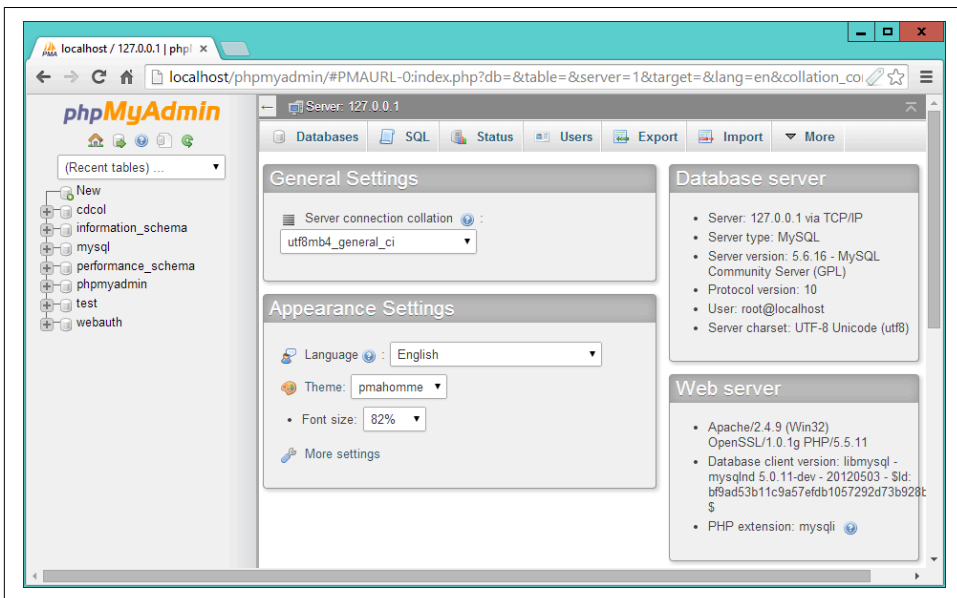 localhost / 127.0.0.1 | phpl
localhost/phpmyadmin/#PMAURL-0:index.php?db=&table=&server=1&target=&lang=en&collation_co
phpMyAdmin
(Recent tables) ...
New
cdcol
information_schema
mysql
performance_schema
phpmyadmin
test
webauth
Server: 127.0.0.1
Databases SQL Status Users Export Import More
General Settings
Server connection collation :
utf8mb4_general_ci
Appearance Settings
Language : English
Theme: pmahomme
• Font size: 82%
More settings
Database server
• Server: 127.0.0.1 via TCP/IP
• Server type: MySQL
• Server version: 5.6.16 - MySQL
Community Server (GPL)
• Protocol version: 10
• User: root@localhost
• Server charset: UTF-8 Unicode (utf8)
Web server
• Apache/2.4.9 (Win32)
OpenSSL/1.0.1g PHP/5.5.11
• Database client version: libmysql -
mysqlnd 5.0.11-dev - 20120503 - $Id:
bf9ad53b11c9a57efdb1057292d73b928b
$
• PHP extension: mysqli